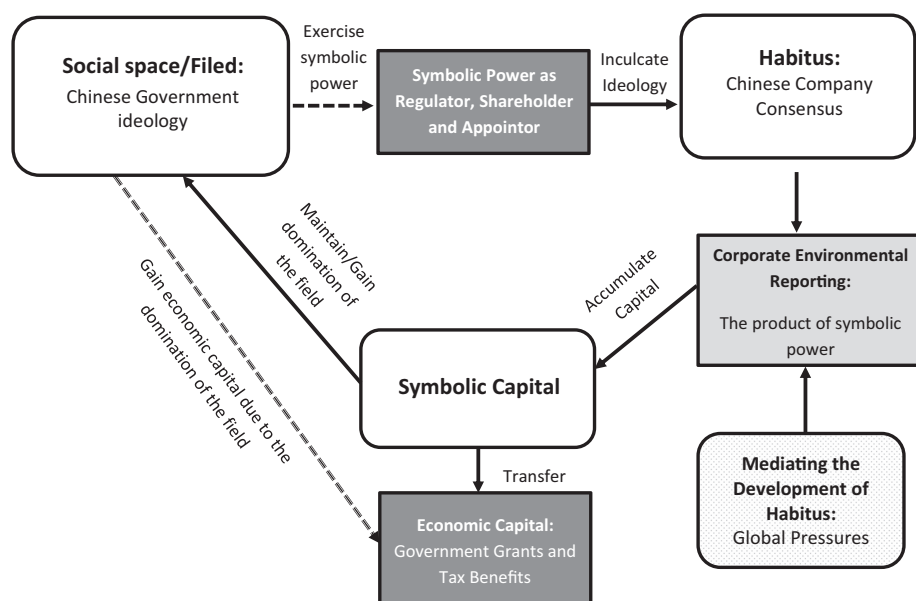 Social space/Filed:
Chinese Government
ideology
Exercise
symbolic
power
Symbolic Power as
Regulator, Shareholder
and Appointor
Inculcate
Ideology
Habitus:
Chinese Company
Consensus
Corporate Environmental
Reporting:
The product of symbolic
power
Accumulate
Capital
Maintain/Gain
domination of
the field
Gain economic capital due to the
domination of the field
Symbolic Capital
Transfer
Economic Capital:
Government Grants and
Tax Benefits
Mediating the
Development of
Habitus:
Global Pressures